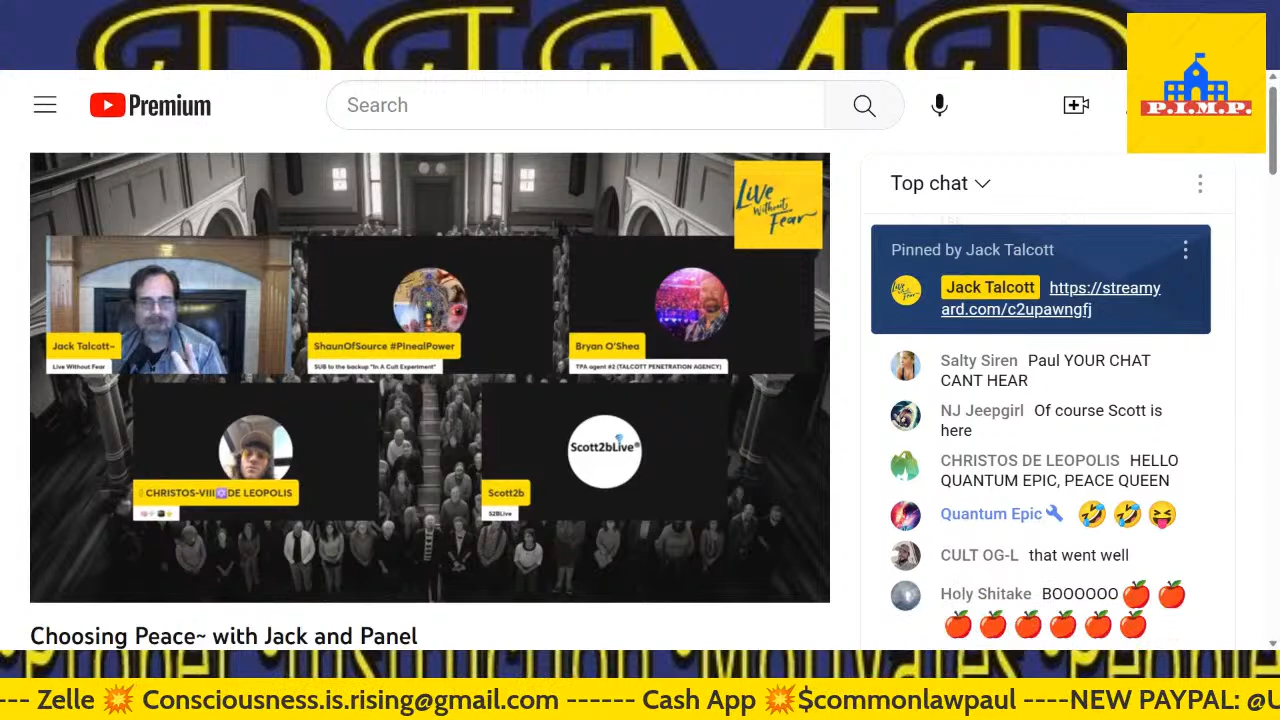 P.I.M.P.
Premium
Search
P.I.M.P.
Live
Without
Fear
Jack Talcott~
Live Without Fear
ShaunOfSource #PInealPower
SUB to the backup "In A Cult Experiment"
Bryan O'Shea
TPA agent #2 (TALCOTT PENETRATION AGENCY)
CHRISTOS-VIII♎DE LEOPOLIS
Scott2bLive®
Scott2b
S2BLive
Choosing Peace~ with Jack and Panel
Top chat
Pinned by Jack Talcott
Jack Talcott https://streamy
ard.com/c2upawngfj
Salty Siren Paul YOUR CHAT
CANT HEAR
NJ Jeepgirl Of course Scott is
here
CHRISTOS DE LEOPOLIS HELLO
QUANTUM EPIC, PEACE QUEEN
Quantum Epic 🤣 🤣 😝
CULT OG-L that went well
Holy Shitake BOOOOOO 🍎 🍎
🍎 🍎 🍎 🍎 🍎 🍎
Proper Instruction Motivates People
--- Zelle 💥 Consciousness.is.rising@gmail.com ------ Cash App 💥$commonlawpaul ----NEW PAYPAL: @U